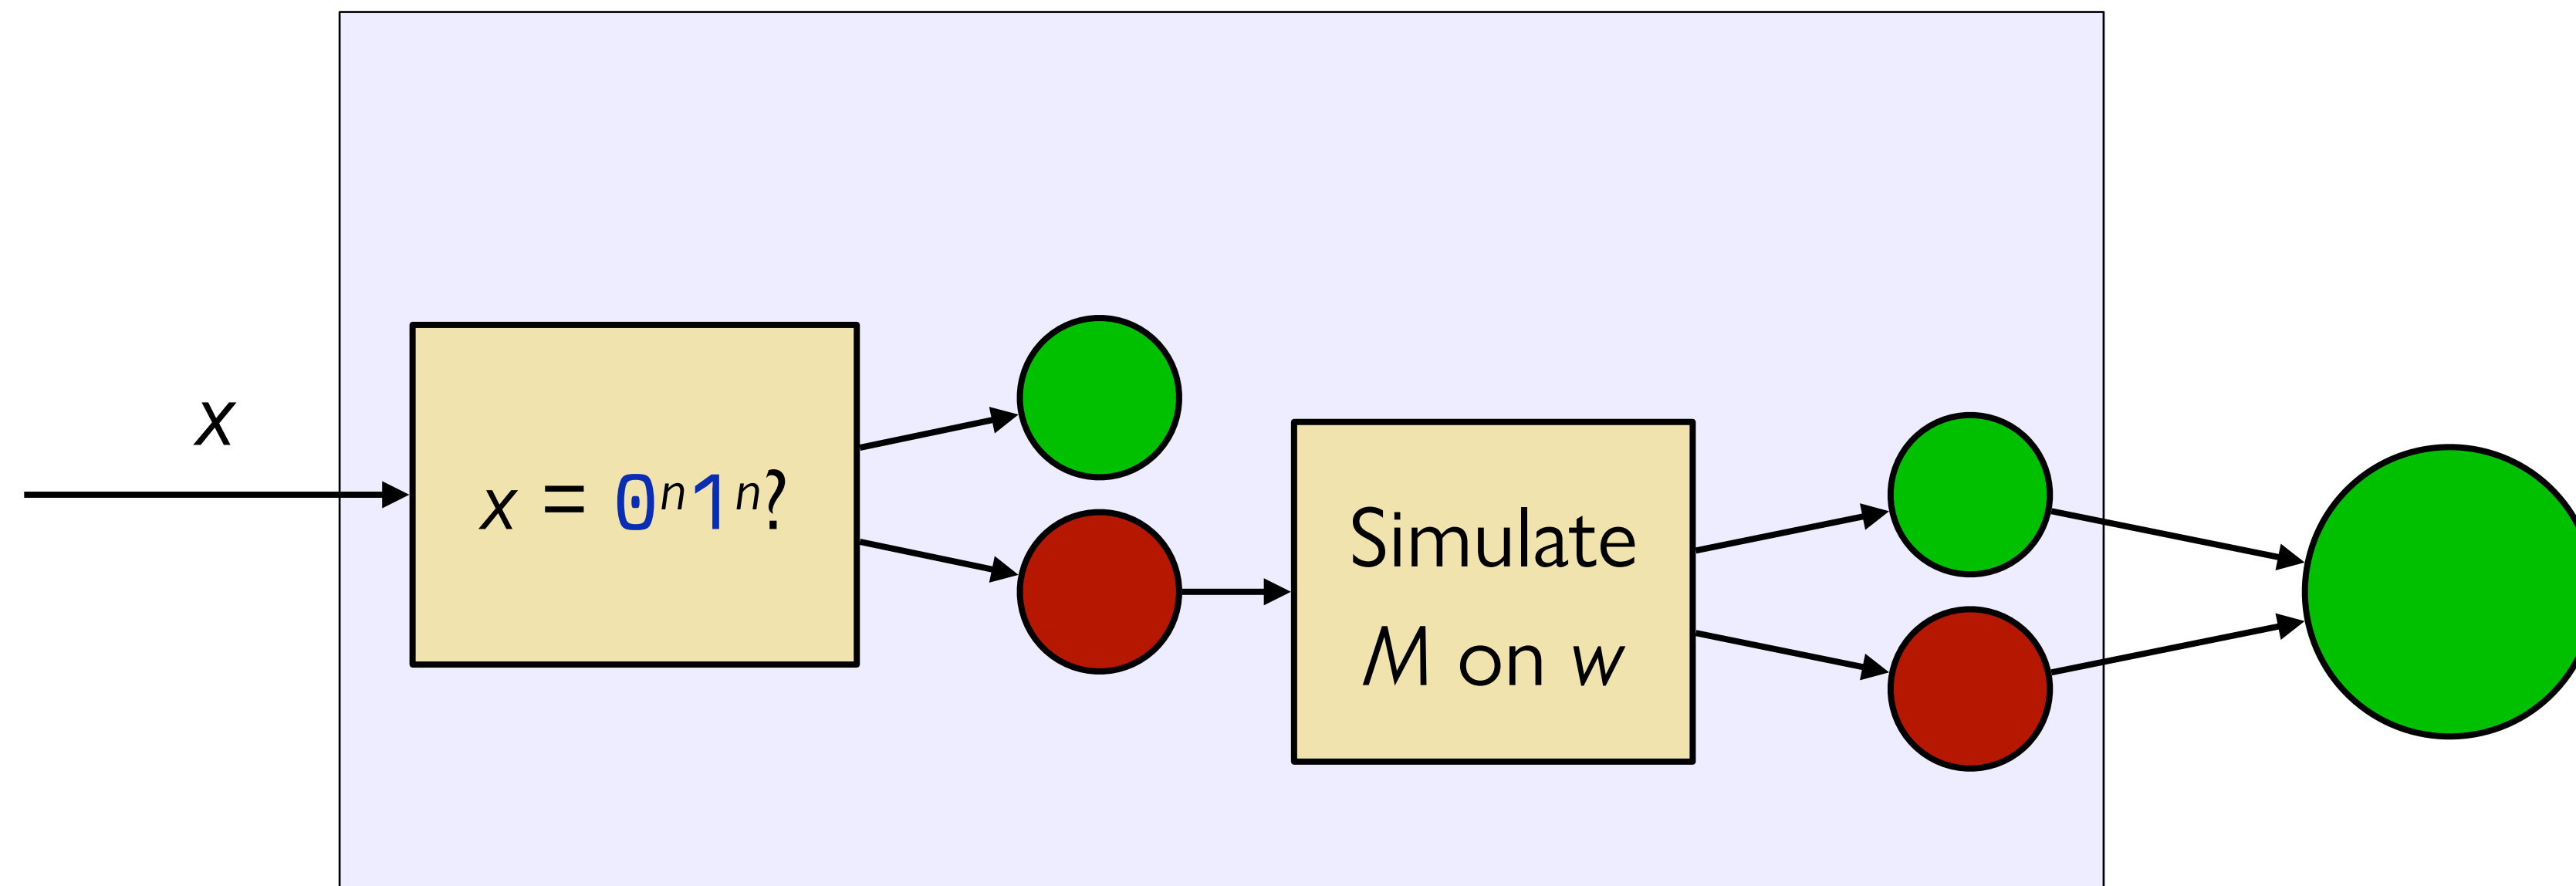 x
x = 0ⁿ1ⁿ?
Simulate
M on w